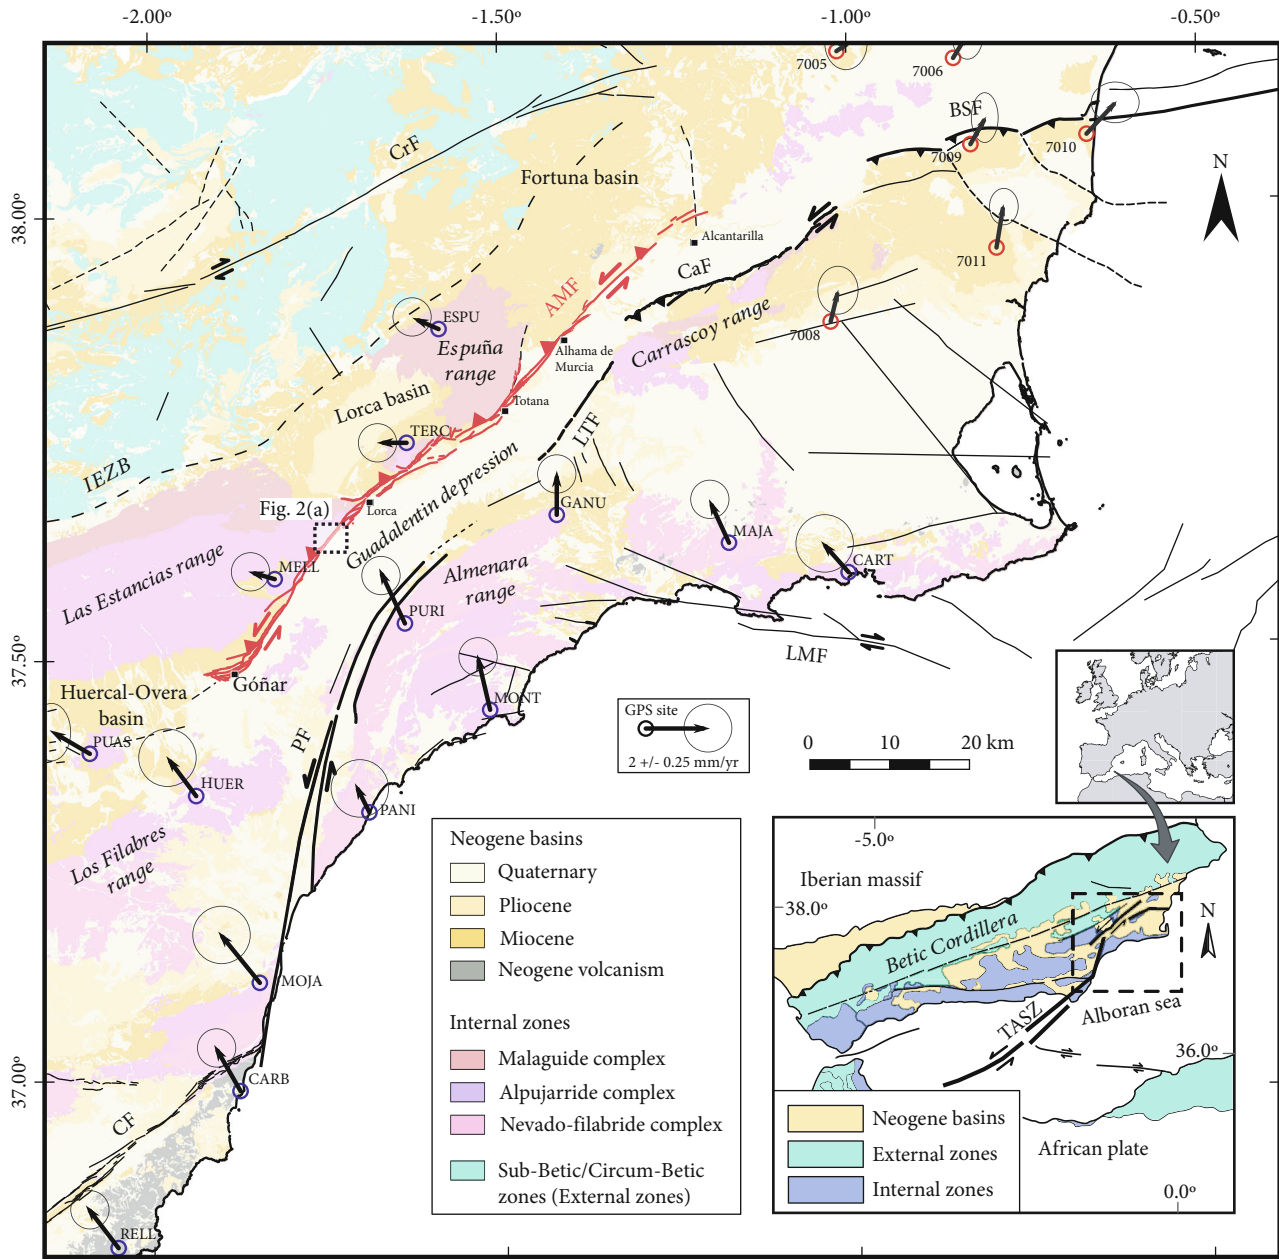 -2.00º
-1.50º
-1.00º
-0.50º
38.00º
37.50º
37.00º
7005
7006
BSF
7009
7010
N
CrF
Fortuna basin
Alcantarilla
7011
CaF
AMF
ESPU
Espuña
range
Alhama de
Murcia
Carrascoy range
7008
Lorca basin
Totana
TERC
LTF
IEZB
Fig. 2(a)
Lorca
Guadalentin depression
GANU
MAJA
CART
Las Estancias range
MELL
Almenara
range
PURI
LMF
Góñar
Huercal-Overa
basin
MONT
PUAS
PF
HUER
PANI
GPS site
2 +/- 0.25 mm/yr
0
10
20 km
Los Filabres
range
MOJA
CARB
CF
RELL
Neogene basins
Quaternary
Pliocene
Miocene
Neogene volcanism
Internal zones
Malaguide complex
Alpujarride complex
Nevado-filabride complex
Sub-Betic/Circum-Betic
zones (External zones)
-5.0º
Iberian massif
38.0º
N
Betic Cordillera
TASZ
Alboran sea
36.0º
African plate
0.0º
Neogene basins
External zones
Internal zones